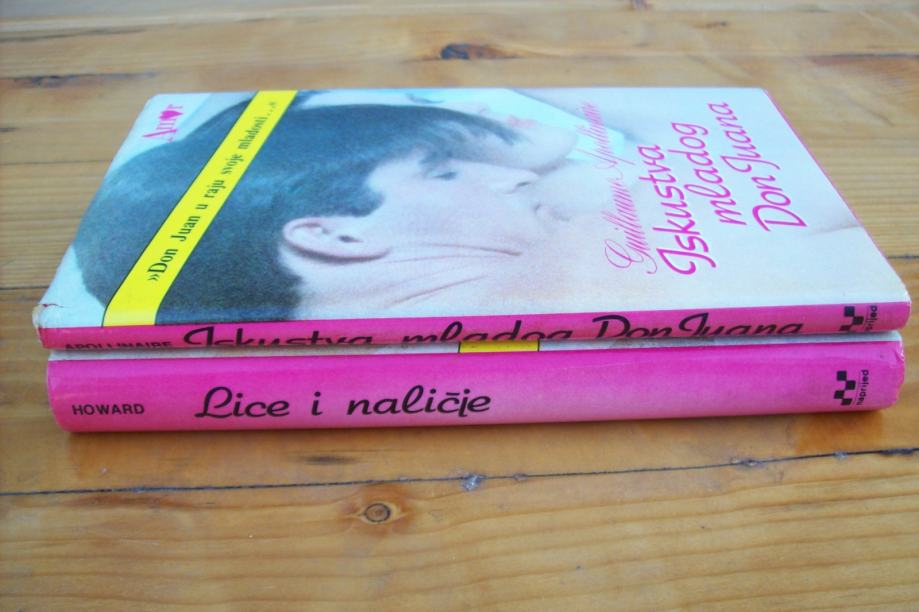 Amor
»Don Juan u raju svoje mladosti . . .«
Guillaume Apollinaire
Iskustva
mladog
Don Juana
APOLLINAIRE Iskustva mladog Don Juana naprijed
HOWARD Lice i naličje naprijed